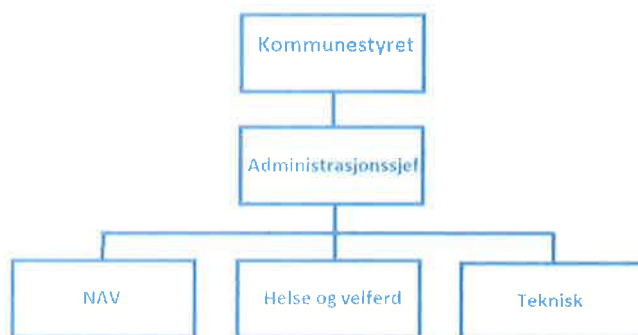 Kommunestyret
Administrasjonssjef
NAV
Helse og velferd
Teknisk